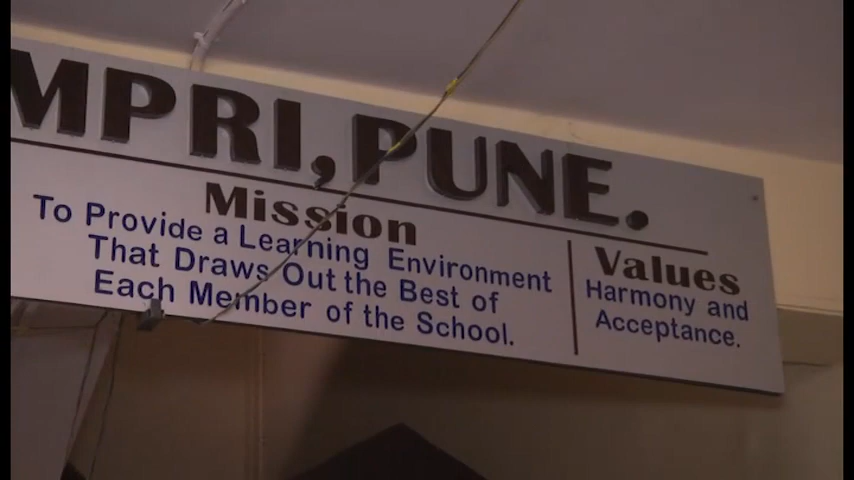 MPRI, PUNE.
Mission
To Provide a Learning Environment
That Draws Out the Best of
Each Member of the School.
Values
Harmony and
Acceptance.